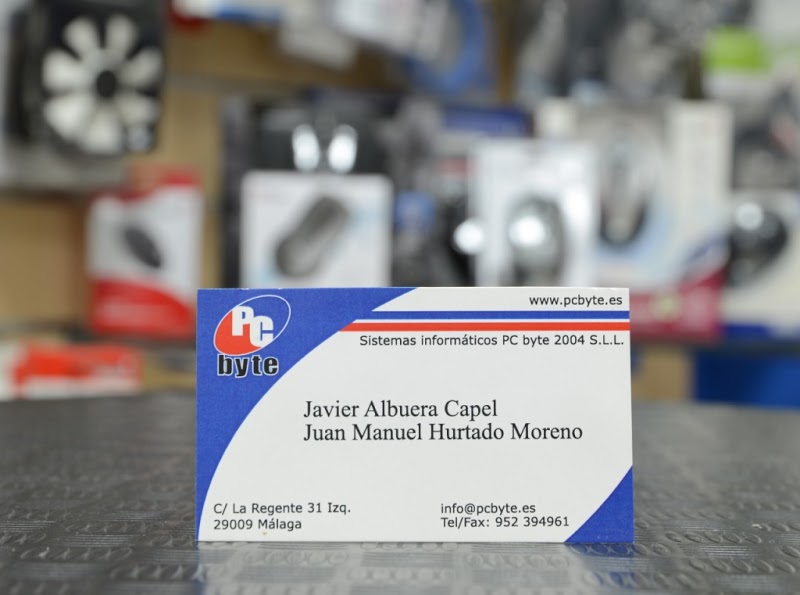 PC
byte
www.pcbyte.es
Sistemas informáticos PC byte 2004 S.L.L.
Javier Albuera Capel
Juan Manuel Hurtado Moreno
C/ La Regente 31 Izq.
29009 Málaga
info@pcbyte.es
Tel/Fax: 952 394961